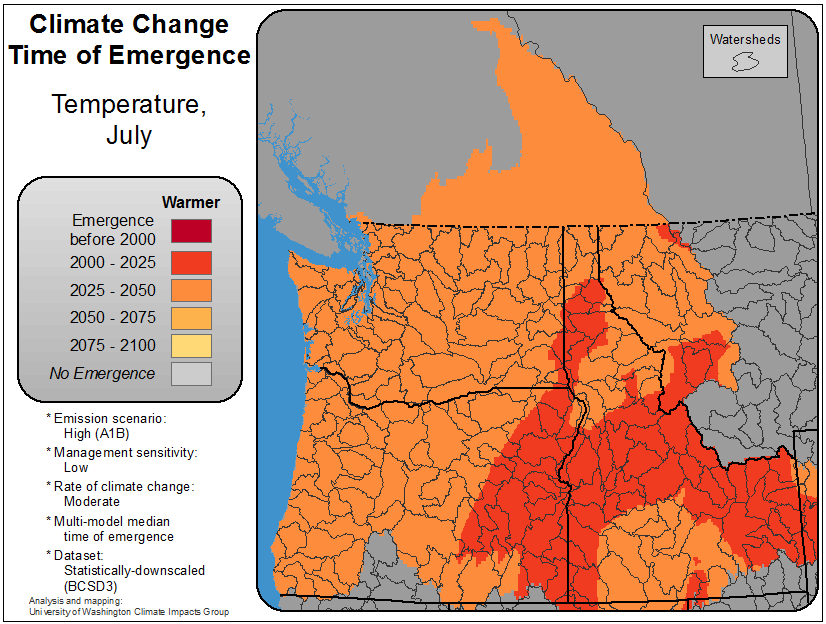 Climate Change
Time of Emergence
Temperature,
July
Warmer
Emergence
before 2000
2000 - 2025
2025 - 2050
2050 - 2075
2075 - 2100
No Emergence
* Emission scenario:
High (A1B)
* Management sensitivity:
Low
* Rate of climate change:
Moderate
* Multi-model median
time of emergence
* Dataset:
Statistically-downscaled
(BCSD3)
Analysis and mapping:
University of Washington Climate Impacts Group
Watersheds